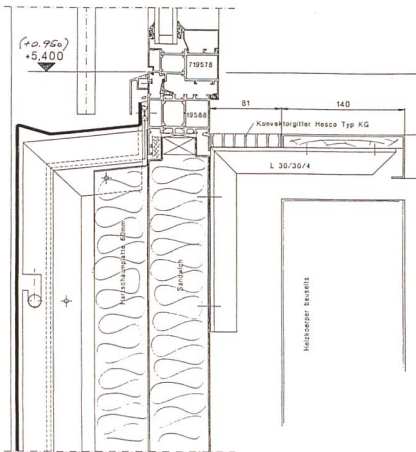 (+0.950)
+5,400
719578
19588
81
140
Konvektorgitter Hesco Typ KG
L 30/30/4
Hartschaumplatte 60mm
Sandwich
Heizkoerper bauseits